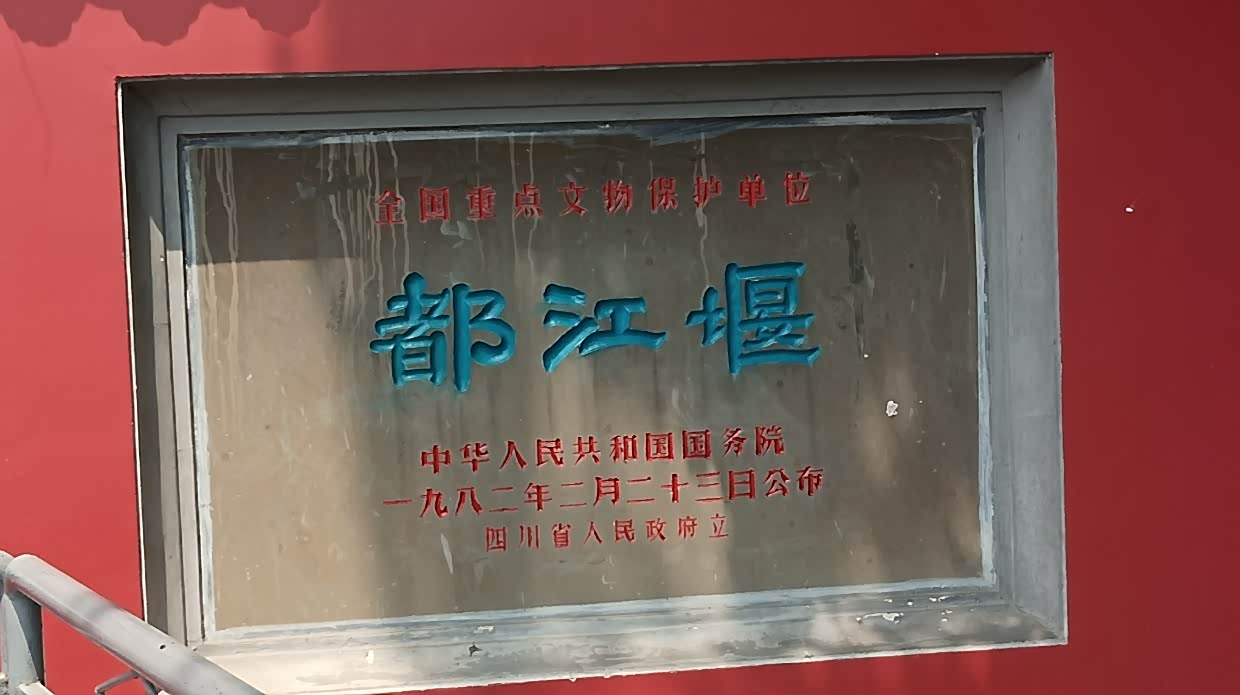 全国重点文物保护单位
都江堰
中华人民共和国国务院
一九八二年二月二十三日公布
四川省人民政府立